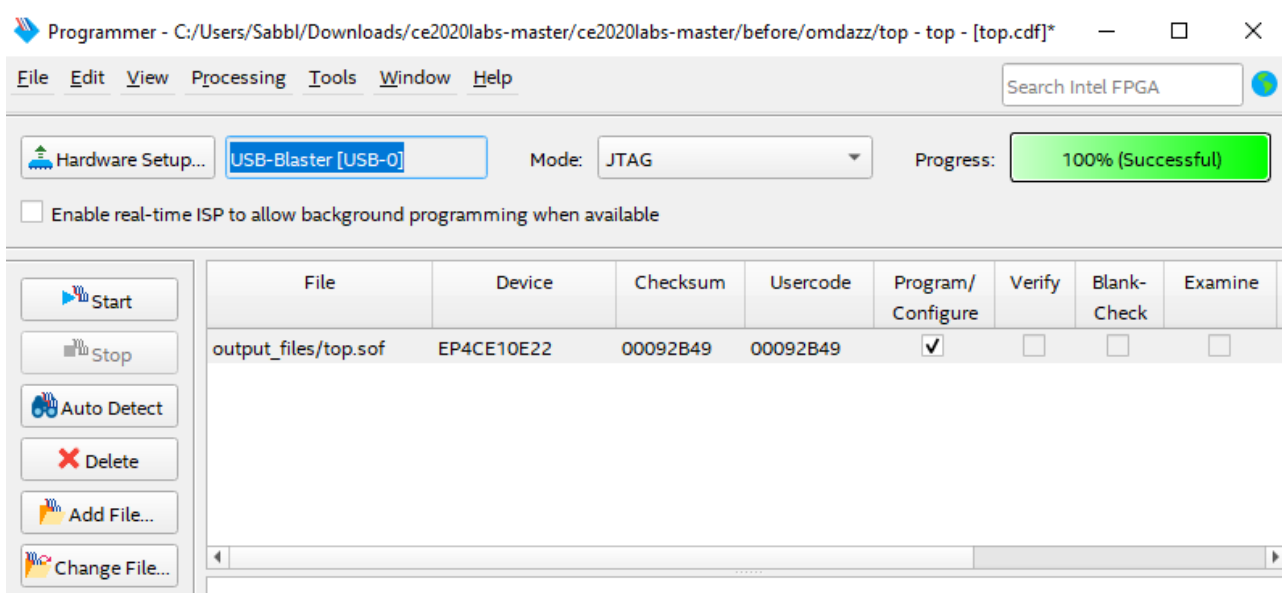 Programmer - C:/Users/Sabbl/Downloads/ce2020labs-master/ce2020labs-master/before/omdazz/top - top - [top.cdf]*
File Edit View Processing Tools Window Help
Search Intel FPGA
Hardware Setup... USB-Blaster [USB-0] Mode: JTAG Progress: 100% (Successful)
Enable real-time ISP to allow background programming when available
Start
Stop
Auto Detect
Delete
Add File...
Change File...
File Device Checksum Usercode Program/ Verify Blank- Examine
Configure Check
output_files/top.sof EP4CE10E22 00092B49 00092B49